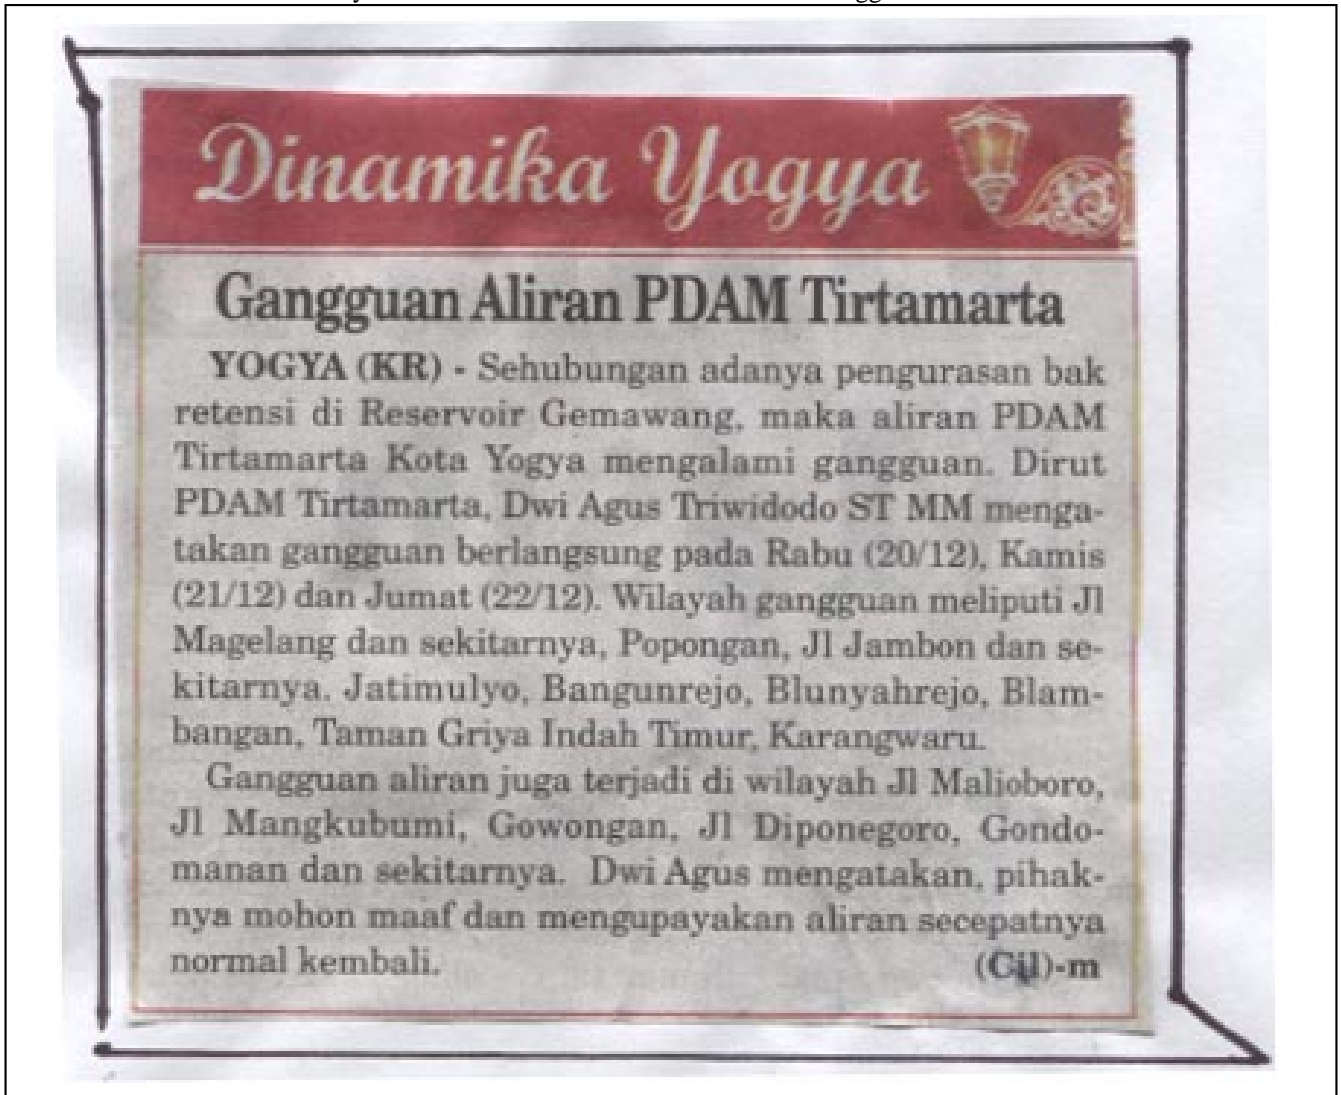 Dinamika Yogya
Gangguan Aliran PDAM Tirtamarta
YOGYA (KR) - Sehubungan adanya pengurasan bak
retensi di Reservoir Gemawang, maka aliran PDAM
Tirtamarta Kota Yogya mengalami gangguan. Dirut
PDAM Tirtamarta, Dwi Agus Triwidodo ST MM menga-
takan gangguan berlangsung pada Rabu (20/12), Kamis
(21/12) dan Jumat (22/12). Wilayah gangguan meliputi Jl
Magelang dan sekitarnya, Popongan, Jl Jambon dan se-
kitarnya. Jatimulyo, Bangunrejo, Blunyahrejo, Blam-
bangan, Taman Griya Indah Timur, Karangwaru.
Gangguan aliran juga terjadi di wilayah Jl Malioboro,
Jl Mangkubumi, Gowongan, Jl Diponegoro, Gondo-
manan dan sekitarnya. Dwi Agus mengatakan, pihak-
nya mohon maaf dan mengupayakan aliran secepatnya
normal kembali. (Cil)-m